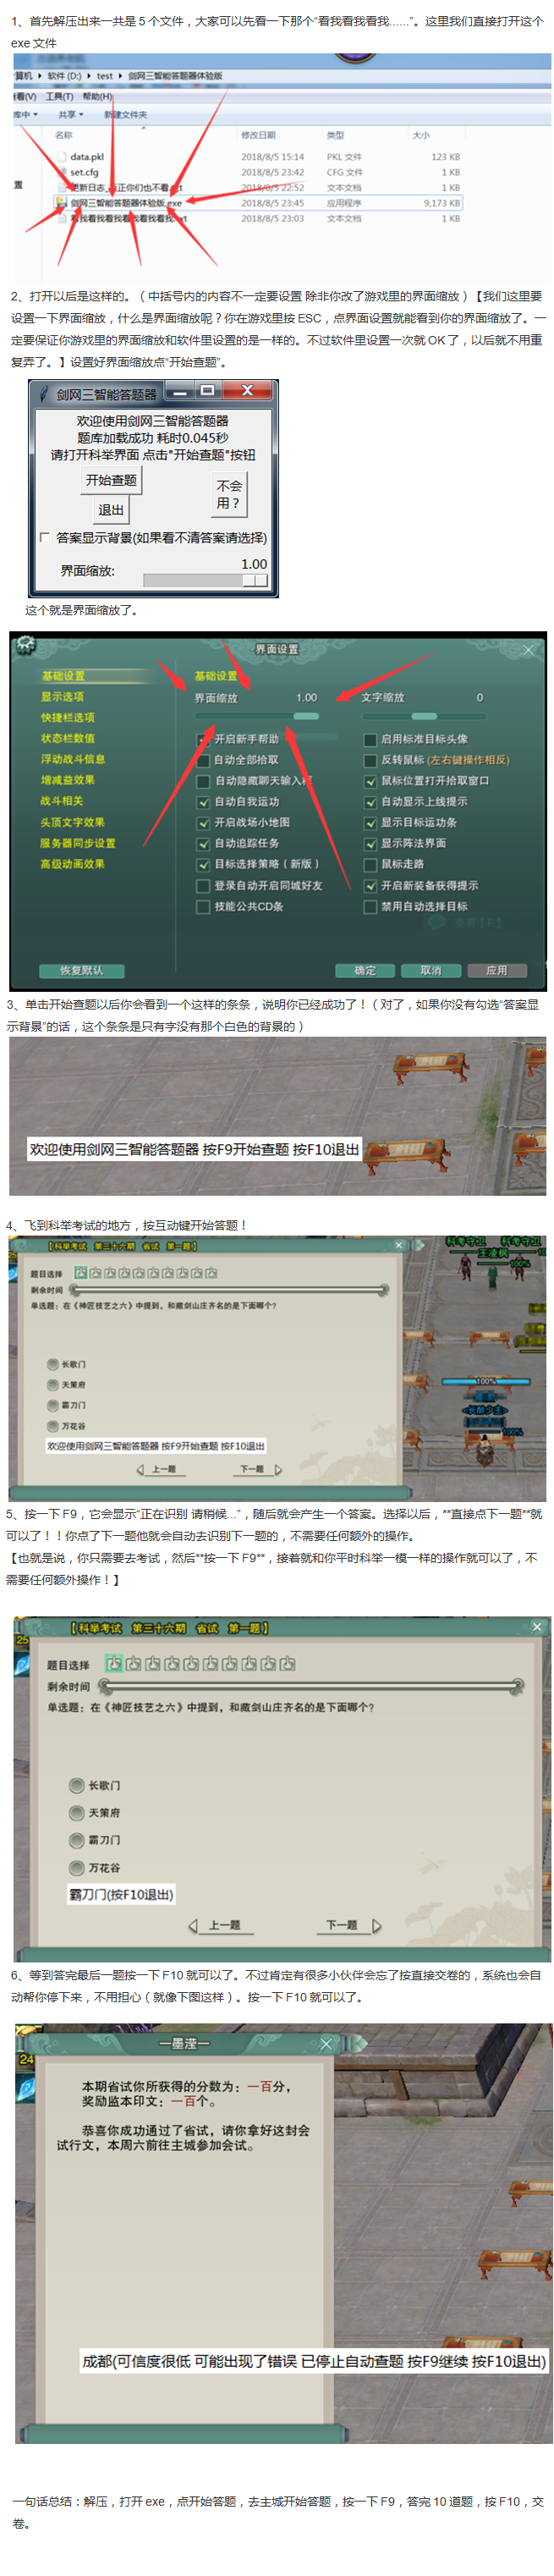 1、首先解压出来一共是 5 个文件，大家可以先看一下那个“看我看我看我......”。这里我们直接打开这个
exe 文件
算机 ▸ 软件 (D:) ▸ test ▸ 剑网三智能答题器体验版
查看(V) 工具(T) 帮助(H)
库中 共享 新建文件夹
名称 修改日期 类型 大小
data.pkl 2018/8/5 15:14 PKL 文件 123 KB
set.cfg 2018/8/5 23:42 CFG 文件 1 KB
更新日志_反正你们也不看.txt 2018/8/5 22:52 文本文档 1 KB
剑网三智能答题器体验版.exe 2018/8/5 23:45 应用程序 9,173 KB
看我看我看我看我看我看我.txt 2018/8/5 23:03 文本文档 1 KB
置
2、打开以后是这样的。（中括号内的内容不一定要设置 除非你改了游戏里的界面缩放）【我们这里要
设置一下界面缩放，什么是界面缩放呢？你在游戏里按 ESC，点界面设置就能看到你的界面缩放了。一
定要保证你游戏里的界面缩放和软件里设置的是一样的。不过软件里设置一次就 OK 了，以后就不用重
复弄了。】设置好界面缩放点“开始查题”。
剑网三智能答题器
欢迎使用剑网三智能答题器
题库加载成功 耗时0.045秒
请打开科举界面 点击"开始查题"按钮
开始查题
退出
不会
用？
答案显示背景(如果看不清答案请选择)
界面缩放: 1.00
这个就是界面缩放了。
界面设置
基础设置
显示选项
快捷栏选项
状态栏数值
浮动战斗信息
增减益效果
战斗相关
头顶文字效果
服务器同步设置
高级动画效果
基础设置
界面缩放 1.00 文字缩放 0
开启新手帮助 启用标准目标头像
自动全部拾取 反转鼠标 (左右键操作相反)
自动隐藏聊天输入框 鼠标位置打开拾取窗口
自动自我运功 自动显示上线提示
开启战场小地图 显示目标运功条
自动追踪任务 显示阵法界面
目标选择策略（新版） 鼠标走路
登录自动开启同城好友 开启新装备获得提示
技能公共CD条 禁用自动选择目标
恢复默认 确定 取消 应用
3、单击开始查题以后你会看到一个这样的条条，说明你已经成功了！（对了，如果你没有勾选“答案显
示背景”的话，这个条条是只有字没有那个白色的背景的）
欢迎使用剑网三智能答题器 按F9开始查题 按F10退出
4、飞到科举考试的地方，按互动键开始答题！
【科举考试 第三十六期 省试 第一题】
题目选择
剩余时间
单选题：在《神匠技艺之六》中提到，和藏剑山庄齐名的是下面哪个?
长歌门
天策府
霸刀门
万花谷
欢迎使用剑网三智能答题器 按F9开始查题 按F10退出
上一题 下一题
科考守卫 科考守卫
100%
100%
100%
5、按一下 F9，它会显示“正在识别 请稍候...”，随后就会产生一个答案。选择以后，**直接点下一题**就
可以了！！你点了下一题他就会自动去识别下一题的，不需要任何额外的操作。
【也就是说，你只需要去考试，然后**按一下 F9**，接着就和你平时科举一模一样的操作就可以了，不
需要任何额外操作！】
【科举考试 第三十六期 省试 第一题】
25
题目选择
剩余时间
单选题：在《神匠技艺之六》中提到，和藏剑山庄齐名的是下面哪个?
长歌门
天策府
霸刀门
万花谷
霸刀门(按F10退出)
上一题 下一题
6、等到答完最后一题按一下 F10 就可以了。不过肯定有很多小伙伴会忘了按直接交卷的，系统也会自
动帮你停下来，不用担心（就像下图这样）。按一下 F10 就可以了。
一墨滢一
24
本期省试你所获得的分数为：一百分，
奖励监本印文：一百个。
恭喜你成功通过了省试，请你拿好这封会
试行文，本周六前往主城参加会试。
成都(可信度很低 可能出现了错误 已停止自动查题 按F9继续 按F10退出)
一句话总结：解压，打开 exe，点开始答题，去主城开始答题，按一下 F9，答完 10 道题，按 F10，交
卷。